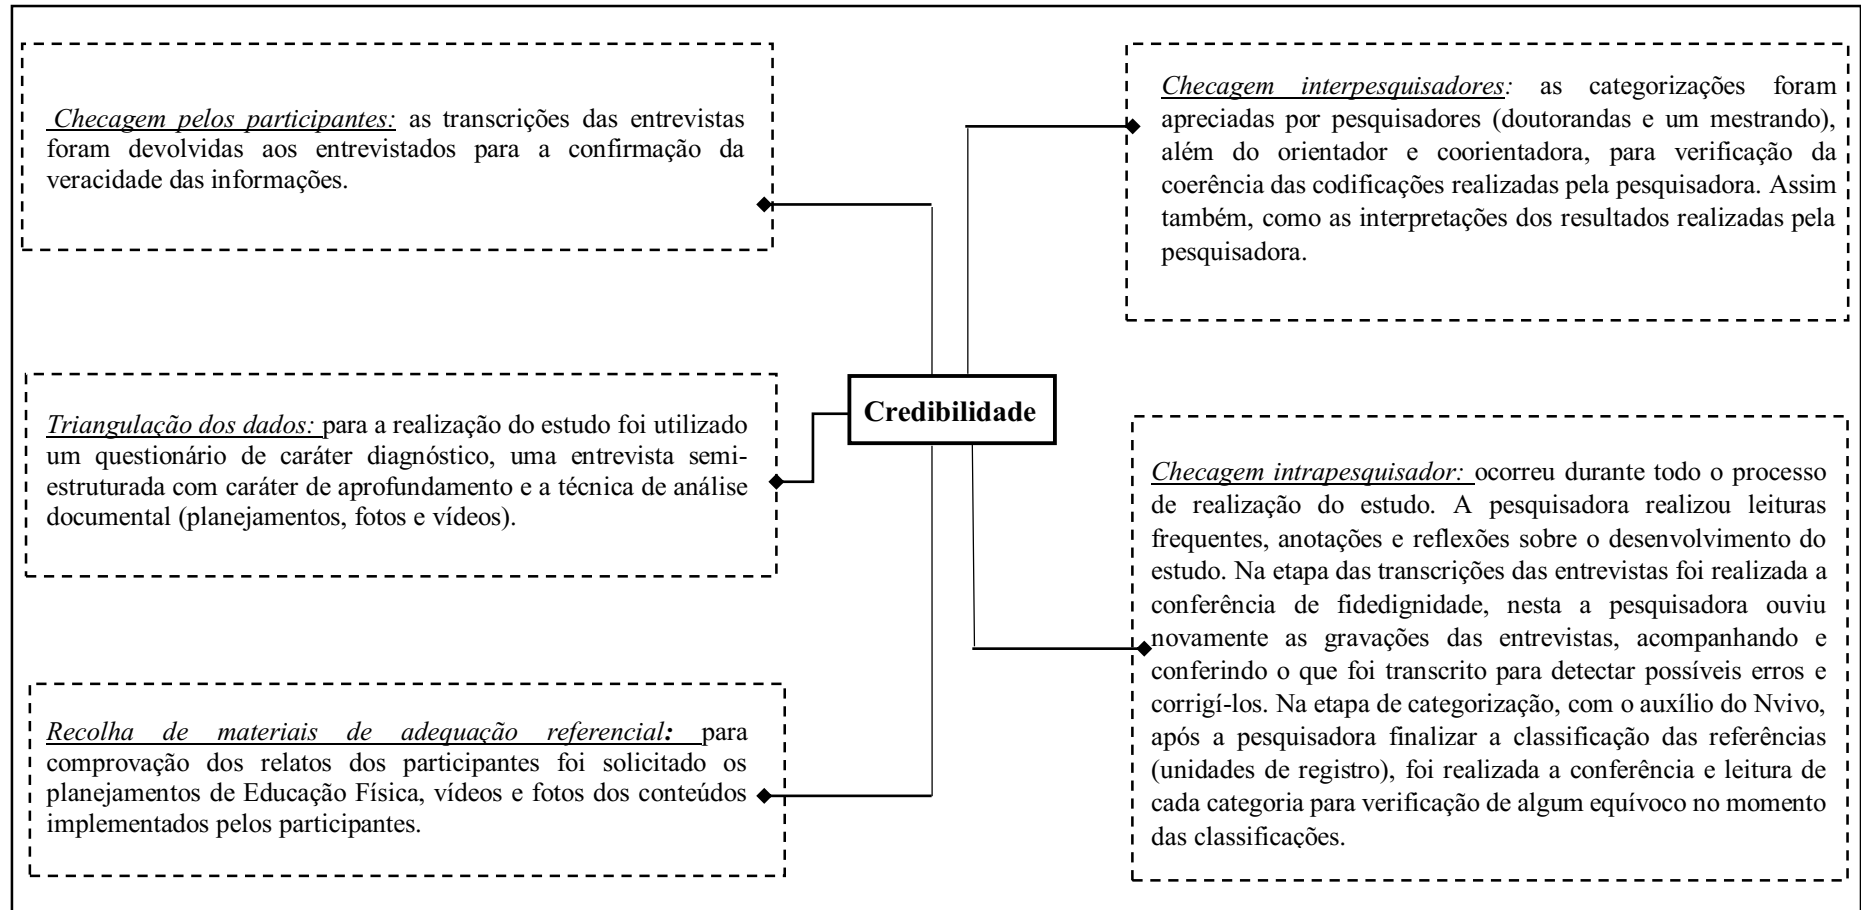 Checagem pelos participantes: as transcrições das entrevistas
foram devolvidas aos entrevistados para a confirmação da
veracidade das informações.
Triangulação dos dados: para a realização do estudo foi utilizado
um questionário de caráter diagnóstico, uma entrevista semi-
estruturada com caráter de aprofundamento e a técnica de análise
documental (planejamentos, fotos e vídeos).
Recolha de materiais de adequação referencial: para
comprovação dos relatos dos participantes foi solicitado os
planejamentos de Educação Física, vídeos e fotos dos conteúdos
implementados pelos participantes.
Credibilidade
Checagem interpesquisadores: as categorizações foram
apreciadas por pesquisadores (doutorandas e um mestrando),
além do orientador e coorientadora, para verificação da
coerência das codificações realizadas pela pesquisadora. Assim
também, como as interpretações dos resultados realizadas pela
pesquisadora.
Checagem intrapesquisador: ocorreu durante todo o processo
de realização do estudo. A pesquisadora realizou leituras
frequentes, anotações e reflexões sobre o desenvolvimento do
estudo. Na etapa das transcrições das entrevistas foi realizada a
conferência de fidedignidade, nesta a pesquisadora ouviu
novamente as gravações das entrevistas, acompanhando e
conferindo o que foi transcrito para detectar possíveis erros e
corrigí-los. Na etapa de categorização, com o auxílio do Nvivo,
após a pesquisadora finalizar a classificação das referências
(unidades de registro), foi realizada a conferência e leitura de
cada categoria para verificação de algum equívoco no momento
das classificações.